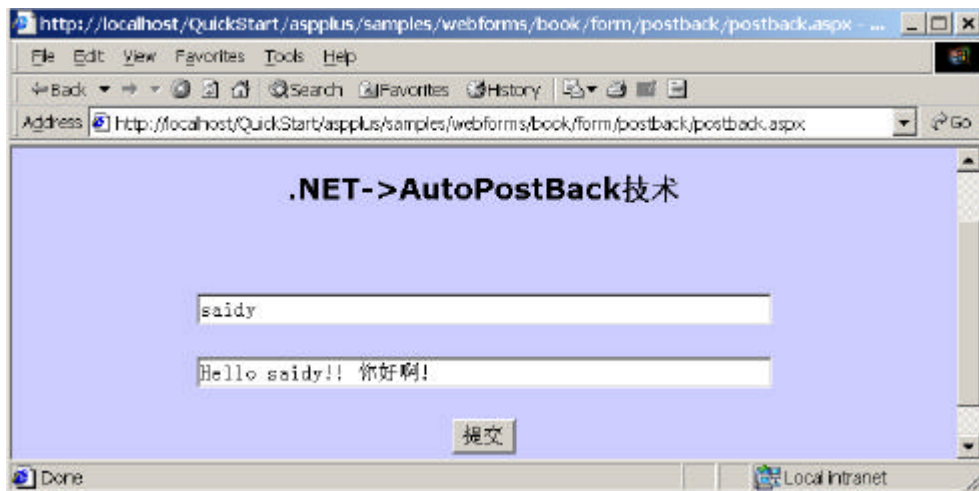 http://localhost/QuickStart/aspplus/samples/webforms/book/form/postback/postback.aspx - ...
File Edit View Favorites Tools Help
Back Search Favorites History
Address http://localhost/QuickStart/aspplus/samples/webforms/book/form/postback/postback.aspx Go
.NET->AutoPostBack技术
saidy
Hello saidy!! 你好啊!
提交
Done Local intranet